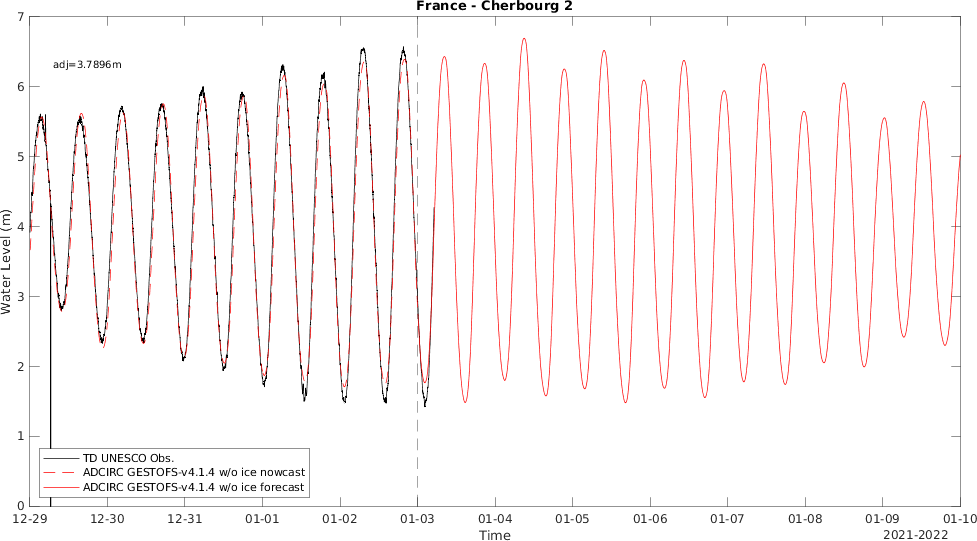 France - Cherbourg 2
7
adj=3.7896m
6
5
4
3
2
1
0
Water Level (m)
TD UNESCO Obs.
ADCIRC GESTOFS-v4.1.4 w/o ice nowcast
ADCIRC GESTOFS-v4.1.4 w/o ice forecast
12-29 12-30 12-31 01-01 01-02 01-03 01-04 01-05 01-06 01-07 01-08 01-09 01-10
Time
2021-2022